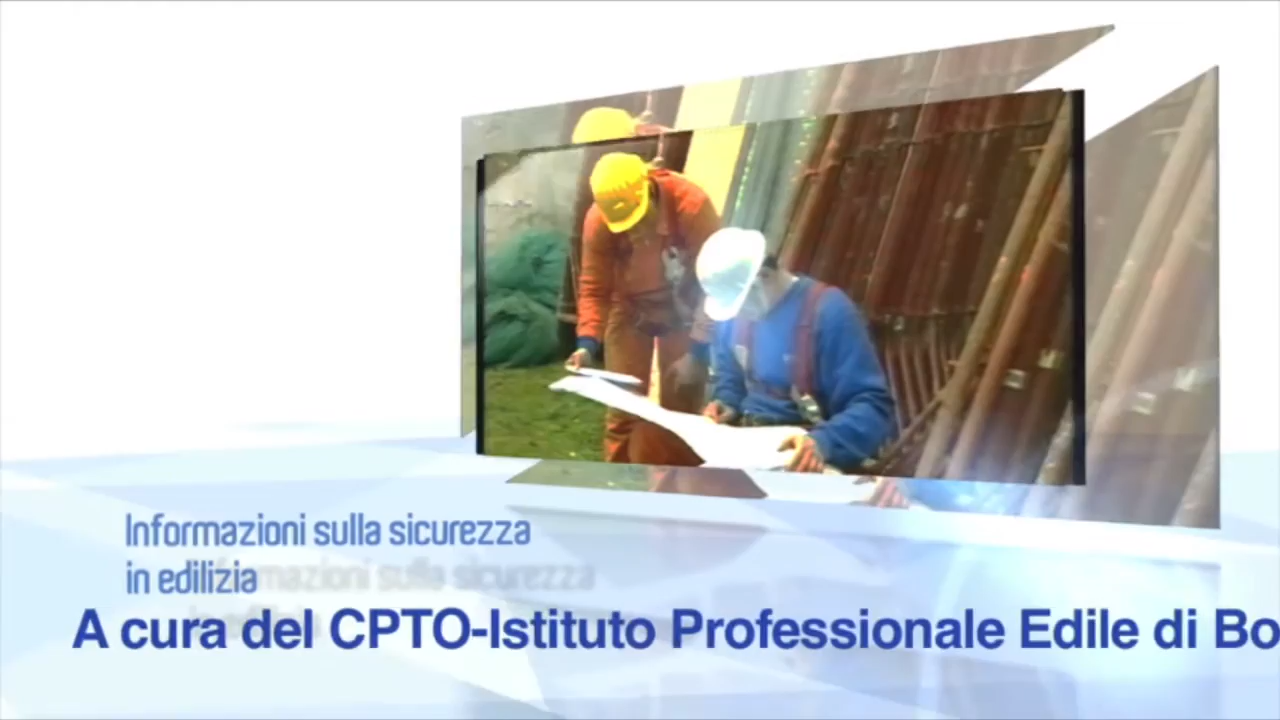 Informazioni sulla sicurezza
in edilizia
A cura del CPTO-Istituto Professionale Edile di Bo